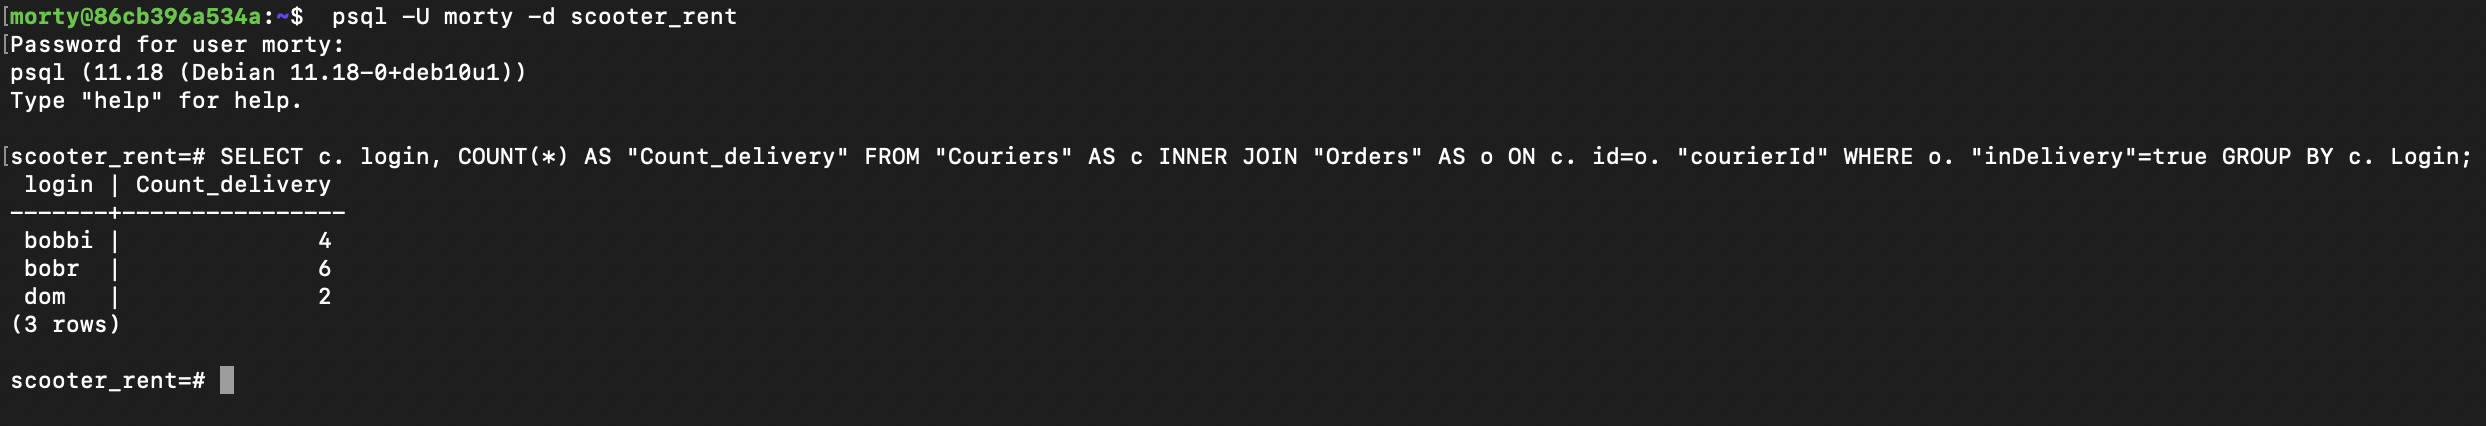 [morty@86cb396a534a:~$  psql -U morty -d scooter_rent
[Password for user morty:
psql (11.18 (Debian 11.18-0+deb10u1))
Type "help" for help.
[scooter_rent=# SELECT c. login, COUNT(*) AS "Count_delivery" FROM "Couriers" AS c INNER JOIN "Orders" AS o ON c. id=o. "courierId" WHERE o. "inDelivery"=true GROUP BY c. Login;
 login | Count_delivery
-------+----------------
 bobbi |              4
 bobr  |              6
 dom   |              2
(3 rows)
scooter_rent=#